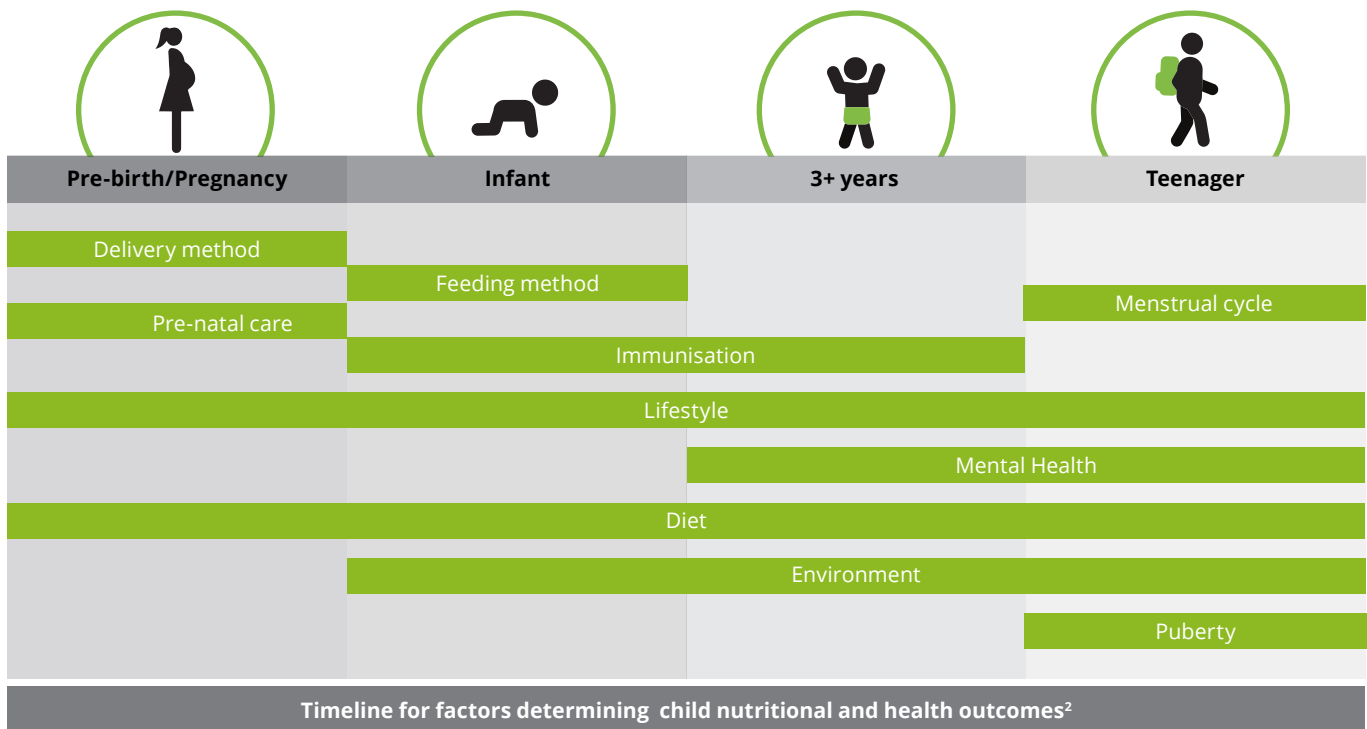 Pre-birth/Pregnancy
Infant
3+ years
Teenager
Delivery method
Feeding method
Menstrual cycle
Pre-natal care
Immunisation
Lifestyle
Mental Health
Diet
Environment
Puberty
Timeline for factors determining child nutritional and health outcomes²